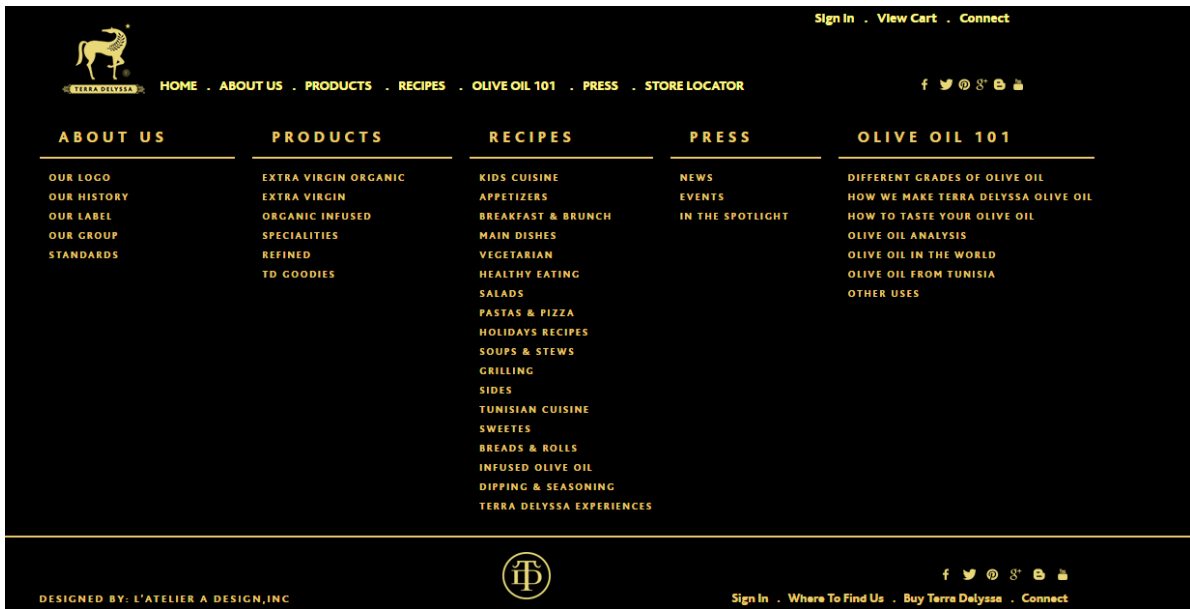 Sign In . View Cart . Connect
TERRA DELYSSA
HOME . ABOUT US . PRODUCTS . RECIPES . OLIVE OIL 101 . PRESS . STORE LOCATOR
ABOUT US
OUR LOGO
OUR HISTORY
OUR LABEL
OUR GROUP
STANDARDS
PRODUCTS
EXTRA VIRGIN ORGANIC
EXTRA VIRGIN
ORGANIC INFUSED
SPECIALITIES
REFINED
TD GOODIES
RECIPES
KIDS CUISINE
APPETIZERS
BREAKFAST & BRUNCH
MAIN DISHES
VEGETARIAN
HEALTHY EATING
SALADS
PASTAS & PIZZA
HOLIDAYS RECIPES
SOUPS & STEWS
GRILLING
SIDES
TUNISIAN CUISINE
SWEETES
BREADS & ROLLS
INFUSED OLIVE OIL
DIPPING & SEASONING
TERRA DELYSSA EXPERIENCES
PRESS
NEWS
EVENTS
IN THE SPOTLIGHT
OLIVE OIL 101
DIFFERENT GRADES OF OLIVE OIL
HOW WE MAKE TERRA DELYSSA OLIVE OIL
HOW TO TASTE YOUR OLIVE OIL
OLIVE OIL ANALYSIS
OLIVE OIL IN THE WORLD
OLIVE OIL FROM TUNISIA
OTHER USES
TD
DESIGNED BY: L'ATELIER A DESIGN,INC
Sign In . Where To Find Us . Buy Terra Delyssa . Connect